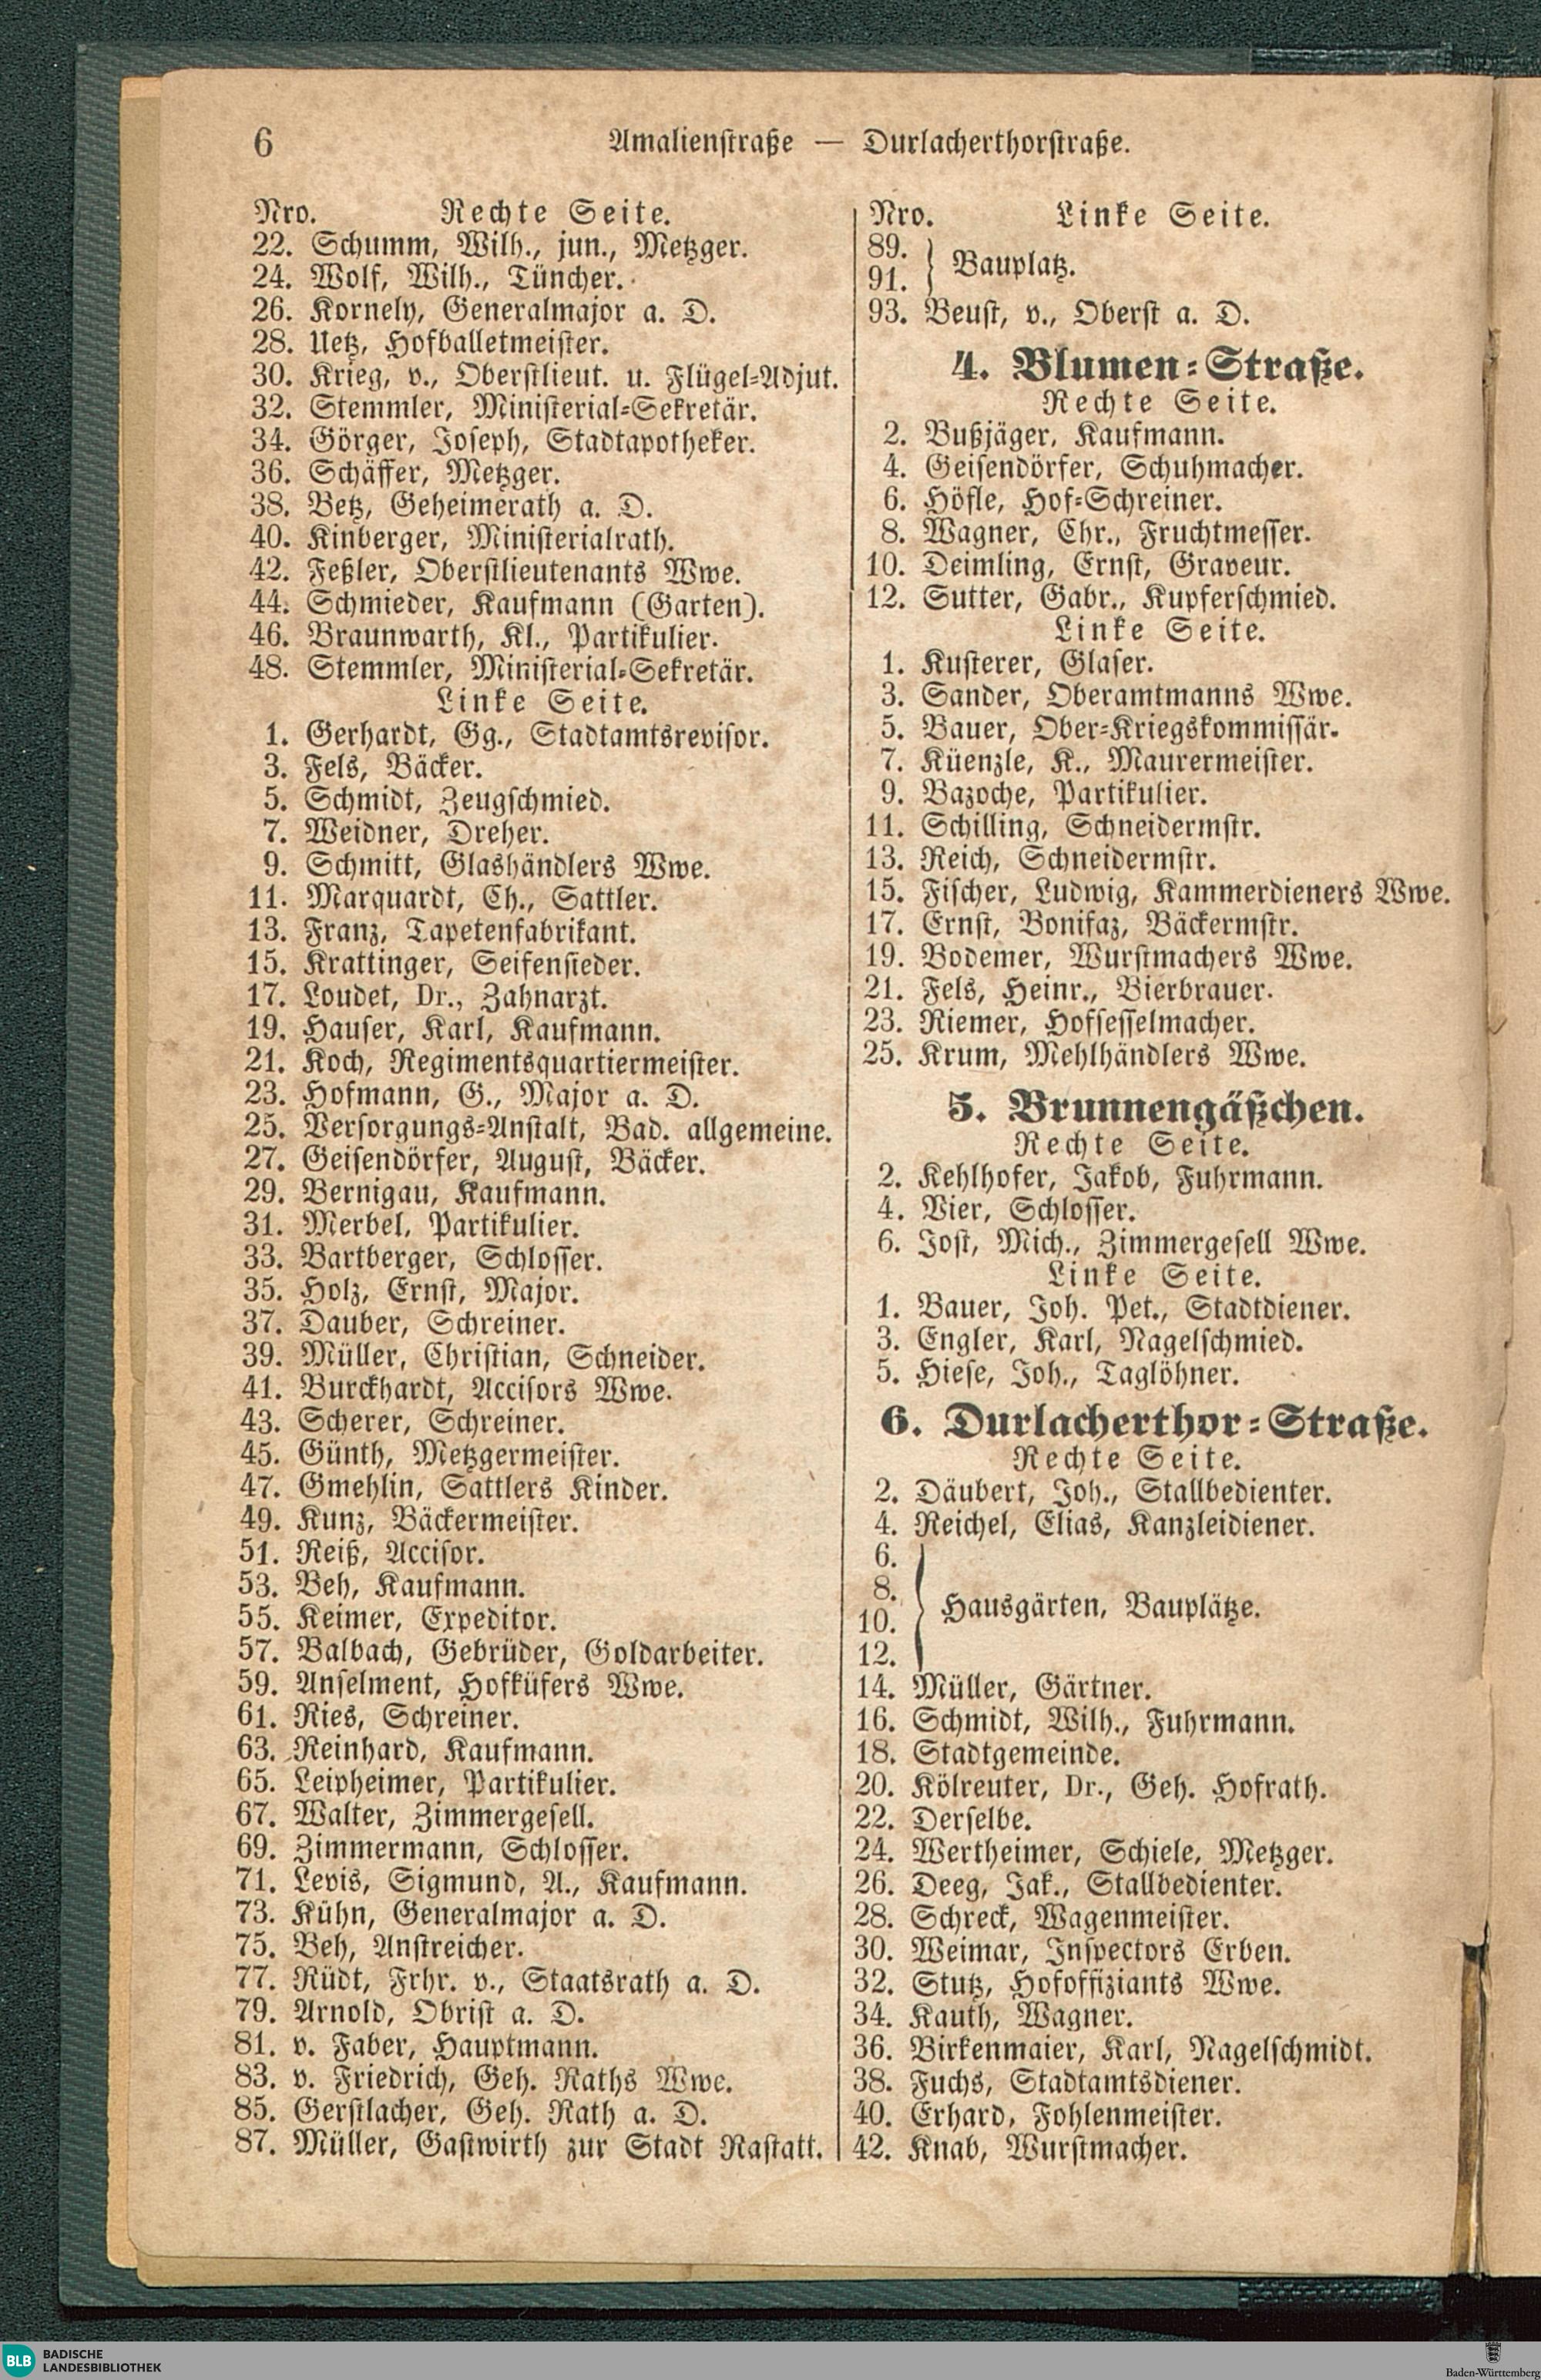 6
Amalienstraße — Durlacherthorstraße.
Nro. Rechte Seite.
22. Schumm, Wilh., jun., Metzger.
24. Wolf, Wilh., Tüncher.
26. Kornely, Generalmajor a. D.
28. Uetz, Hofballetmeister.
30. Krieg, v., Oberstlieut. u. Flügel-Adjut.
32. Stemmler, Ministerial-Sekretär.
34. Görger, Joseph, Stadtapotheker.
36. Schäffer, Metzger.
38. Betz, Geheimerath a. D.
40. Kinberger, Ministerialrath.
42. Feßler, Oberstlieutenants Wwe.
44. Schmieder, Kaufmann (Garten).
46. Braunwarth, Kl., Partikulier.
48. Stemmler, Ministerial-Sekretär.
Linke Seite.
1. Gerhardt, Gg., Stadtamtsrevisor.
3. Fels, Bäcker.
5. Schmidt, Zeugschmied.
7. Weidner, Dreher.
9. Schmitt, Glashändlers Wwe.
11. Marquardt, Ch., Sattler.
13. Franz, Tapetenfabrikant.
15. Krattinger, Seifensieder.
17. Loudet, Dr., Zahnarzt.
19. Hauser, Karl, Kaufmann.
21. Koch, Regimentsquartiermeister.
23. Hofmann, G., Major a. D.
25. Versorgungs-Anstalt, Bad. allgemeine.
27. Geisendörfer, August, Bäcker.
29. Bernigau, Kaufmann.
31. Merbel, Partikulier.
33. Bartberger, Schlosser.
35. Holz, Ernst, Major.
37. Dauber, Schreiner.
39. Müller, Christian, Schneider.
41. Burckhardt, Accisors Wwe.
43. Scherer, Schreiner.
45. Günth, Metzgermeister.
47. Gmehlin, Sattlers Kinder.
49. Kunz, Bäckermeister.
51. Reiß, Accisor.
53. Beh, Kaufmann.
55. Keimer, Expeditor.
57. Balbach, Gebrüder, Goldarbeiter.
59. Anselment, Hofküfers Wwe.
61. Ries, Schreiner.
63. Reinhard, Kaufmann.
65. Leipheimer, Partikulier.
67. Walter, Zimmergesell.
69. Zimmermann, Schlosser.
71. Levis, Sigmund, A., Kaufmann.
73. Kühn, Generalmajor a. D.
75. Beh, Anstreicher.
77. Rüdt, Frhr. v., Staatsrath a. D.
79. Arnold, Obrist a. D.
81. v. Faber, Hauptmann.
83. v. Friedrich, Geh. Raths Wwe.
85. Gerstlacher, Geh. Rath a. D.
87. Müller, Gastwirth zur Stadt Rastatt.
Nro. Linke Seite.
89.
91. } Bauplatz.
93. Beust, v., Oberst a. D.
4. Blumen-Straße.
Rechte Seite.
2. Bußjäger, Kaufmann.
4. Geisendörfer, Schuhmacher.
6. Höfle, Hof-Schreiner.
8. Wagner, Chr., Fruchtmesser.
10. Deimling, Ernst, Graveur.
12. Sutter, Gabr., Kupferschmied.
Linke Seite.
1. Kusterer, Glaser.
3. Sander, Oberamtmanns Wwe.
5. Bauer, Ober-Kriegskommissär.
7. Küenzle, K., Maurermeister.
9. Bazoche, Partikulier.
11. Schilling, Schneidermstr.
13. Reich, Schneidermstr.
15. Fischer, Ludwig, Kammerdieners Wwe.
17. Ernst, Bonifaz, Bäckermstr.
19. Bodemer, Wurstmachers Wwe.
21. Fels, Heinr., Bierbrauer.
23. Riemer, Hofsesselmacher.
25. Krum, Mehlhändlers Wwe.
5. Brunnengäßchen.
Rechte Seite.
2. Kehlhofer, Jakob, Fuhrmann.
4. Vier, Schlosser.
6. Jost, Mich., Zimmergesell Wwe.
Linke Seite.
1. Bauer, Joh. Pet., Stadtdiener.
3. Engler, Karl, Nagelschmied.
5. Hiese, Joh., Taglöhner.
6. Durlacherthor-Straße.
Rechte Seite.
2. Däubert, Joh., Stallbedienter.
4. Reichel, Elias, Kanzleidiener.
6.
8.
10. } Hausgärten, Bauplätze.
12.
14. Müller, Gärtner.
16. Schmidt, Wilh., Fuhrmann.
18. Stadtgemeinde.
20. Kölreuter, Dr., Geh. Hofrath.
22. Derselbe.
24. Wertheimer, Schiele, Metzger.
26. Deeg, Jak., Stallbedienter.
28. Schreck, Wagenmeister.
30. Weimar, Inspectors Erben.
32. Stutz, Hofoffiziants Wwe.
34. Kauth, Wagner.
36. Birkenmaier, Karl, Nagelschmidt.
38. Fuchs, Stadtamtsdiener.
40. Erhard, Fohlenmeister.
42. Knab, Wurstmacher.
BLB BADISCHE
LANDESBIBLIOTHEK
Baden-Württemberg